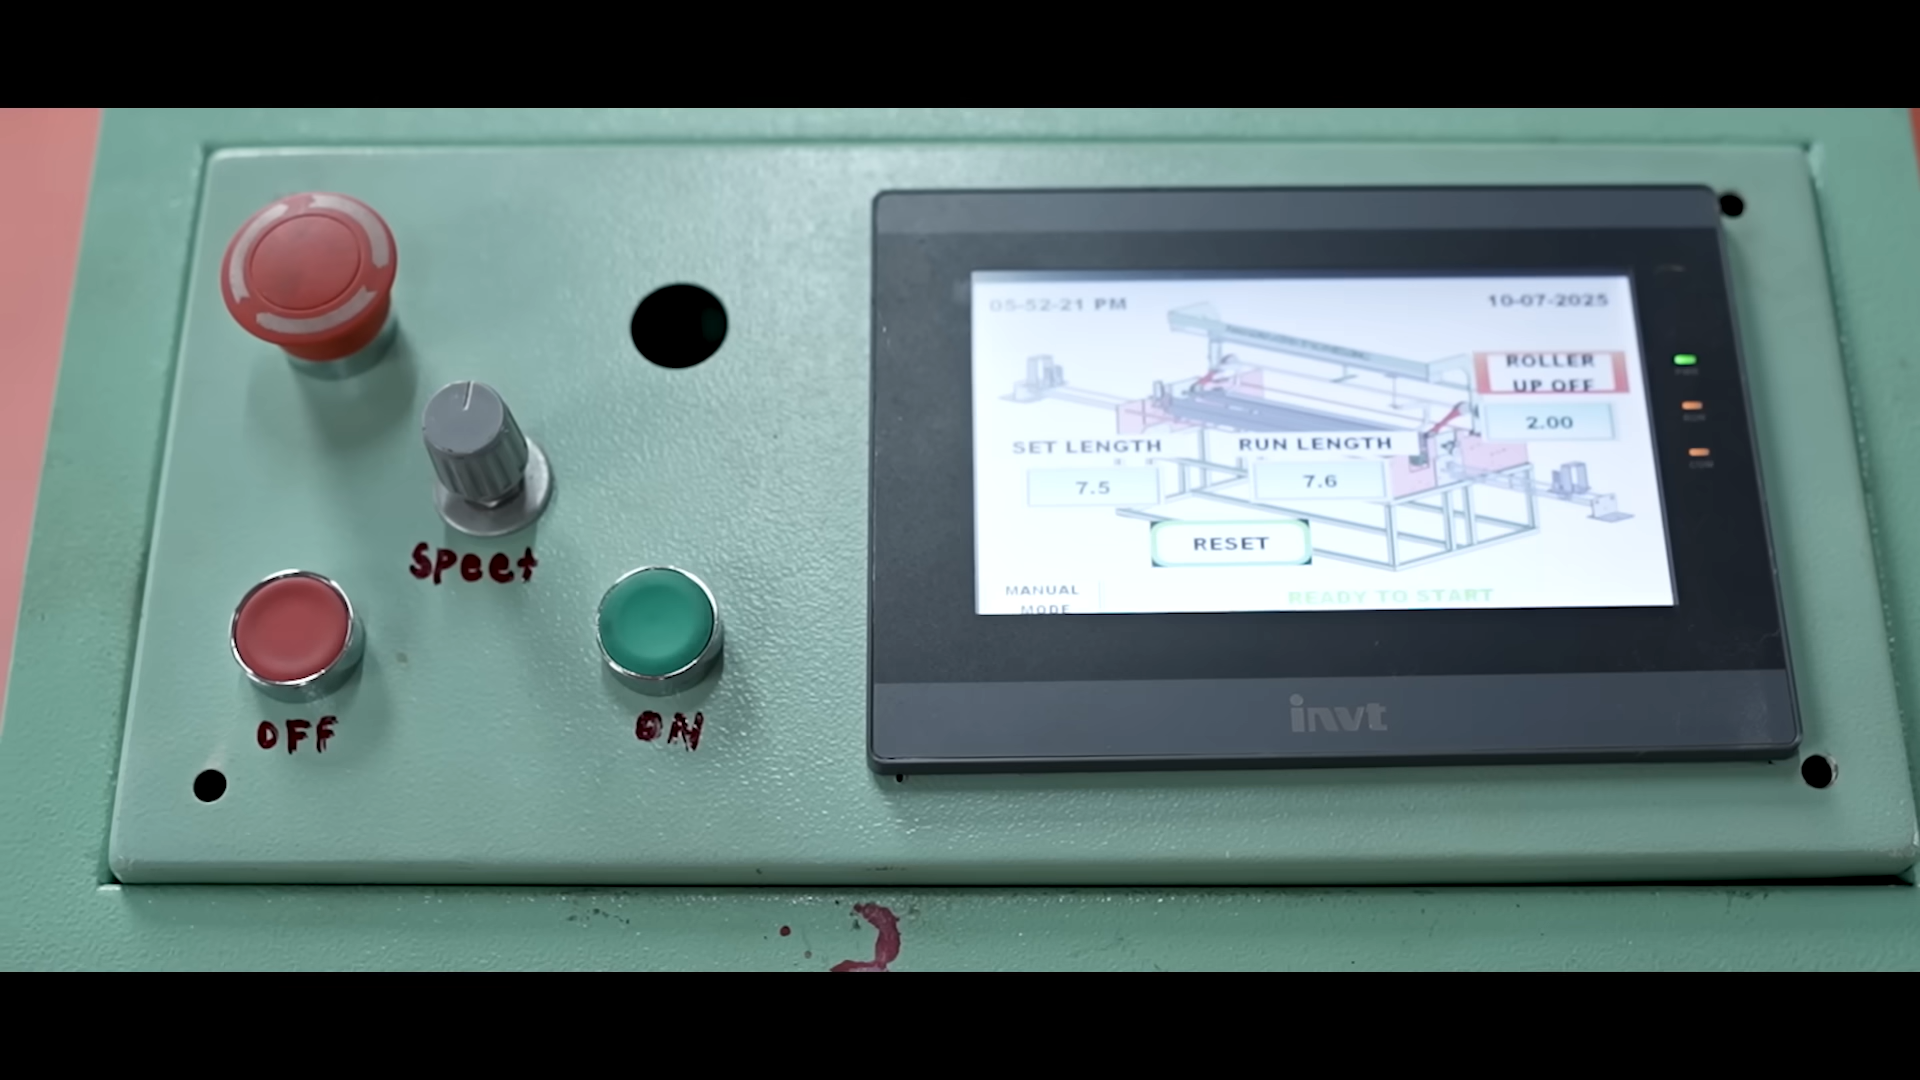 05-52-21 PM
10-07-2025
ROLLER
UP OFF
2.00
SET LENGTH
RUN LENGTH
7.5
7.6
RESET
MANUAL
MODE
READY TO START
invt
Speet
OFF
ON